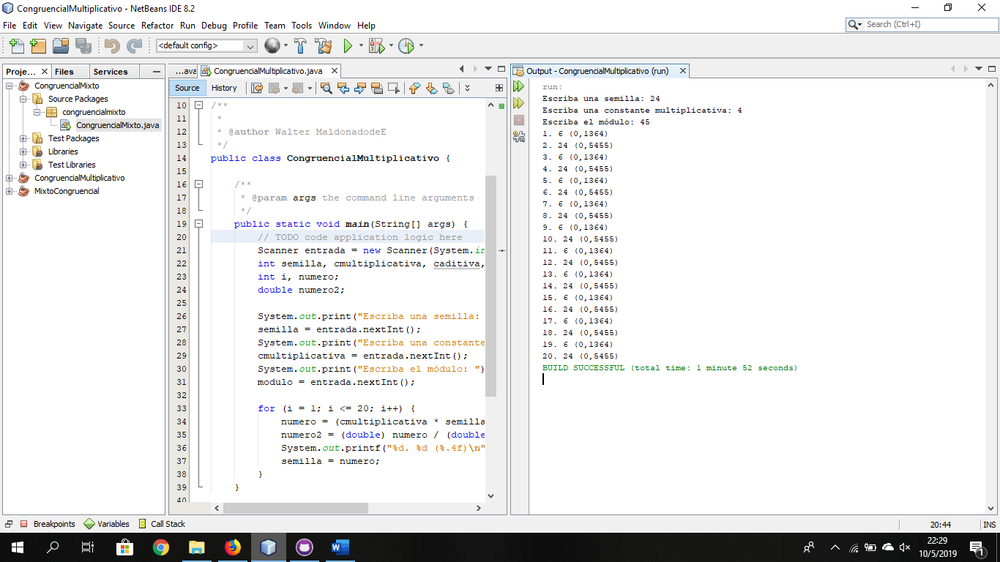 CongruencialMultiplicativo - NetBeans IDE 8.2
File Edit View Navigate Source Refactor Run Debug Profile Team Tools Window Help
Search (Ctrl+I)
<default config>
Proje... Files Services
CongruencialMixto
Source Packages
congruencialmixto
CongruencialMixto.java
Test Packages
Libraries
Test Libraries
CongruencialMultiplicativo
MixtoCongruencial
...ava CongruencialMultiplicativo.java
Source History
10 /**
11 *
12 * @author Walter MaldonadodeE
13 */
14 public class CongruencialMultiplicativo {
15
16 /**
17 * @param args the command line arguments
18 */
19 public static void main(String[] args) {
20 // TODO code application logic here
21 Scanner entrada = new Scanner(System.in
22 int semilla, cmultiplicativa, caditiva,
23 int i, numero;
24 double numero2;
25
26 System.out.print("Escriba una semilla:
27 semilla = entrada.nextInt();
28 System.out.print("Escriba una constante
29 cmultiplicativa = entrada.nextInt();
30 System.out.print("Escriba el módulo: ")
31 modulo = entrada.nextInt();
32
33 for (i = 1; i <= 20; i++) {
34 numero = (cmultiplicativa * semilla
35 numero2 = (double) numero / (double
36 System.out.printf("%d. %d (%.4f)\n"
37 semilla = numero;
38 }
39 }
40
Output - CongruencialMultiplicativo (run)
run:
Escriba una semilla: 24
Escriba una constante multiplicativa: 4
Escriba el módulo: 45
1. 6 (0,1364)
2. 24 (0,5455)
3. 6 (0,1364)
4. 24 (0,5455)
5. 6 (0,1364)
6. 24 (0,5455)
7. 6 (0,1364)
8. 24 (0,5455)
9. 6 (0,1364)
10. 24 (0,5455)
11. 6 (0,1364)
12. 24 (0,5455)
13. 6 (0,1364)
14. 24 (0,5455)
15. 6 (0,1364)
16. 24 (0,5455)
17. 6 (0,1364)
18. 24 (0,5455)
19. 6 (0,1364)
20. 24 (0,5455)
BUILD SUCCESSFUL (total time: 1 minute 52 seconds)
Breakpoints Variables Call Stack
20:44 INS
22:29
10/5/2019
1